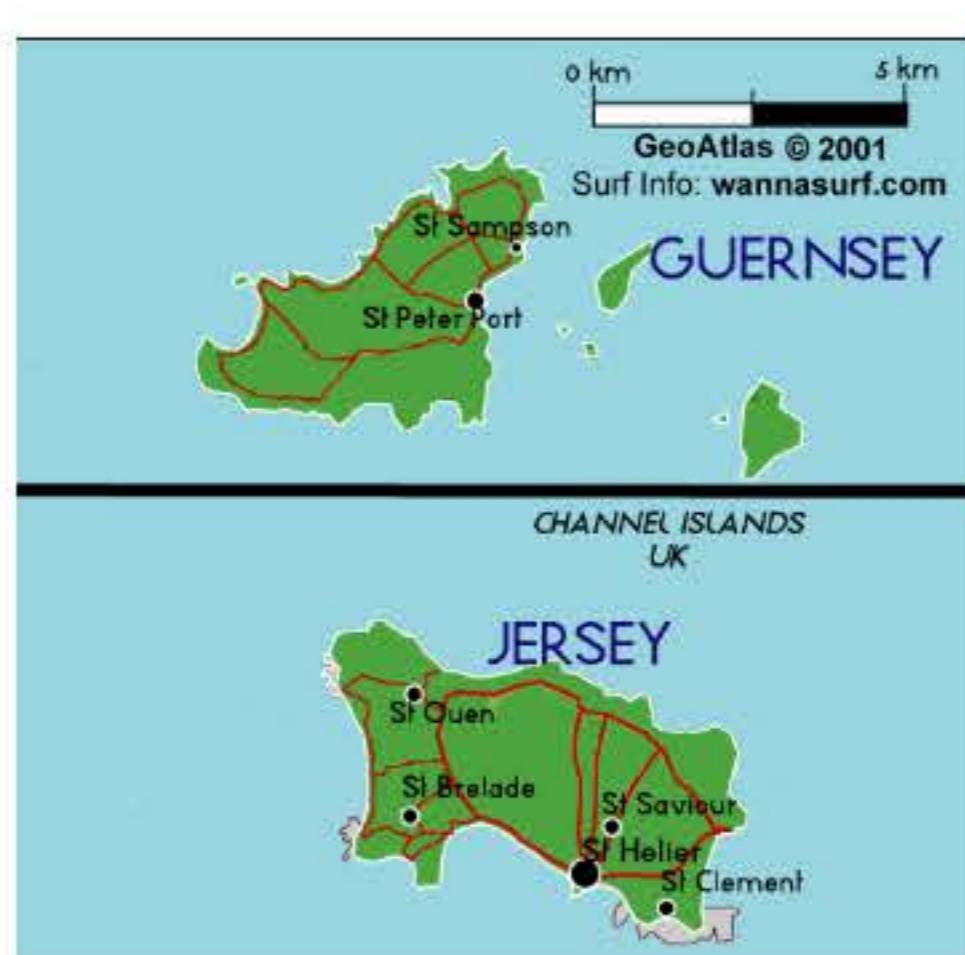 0 km 5 km
GeoAtlas © 2001
Surf Info: wannasurf.com
St Sampson
GUERNSEY
St Peter Port
CHANNEL ISLANDS
UK
JERSEY
St Ouen
St Brelade
St Saviour
St Helier
St Clement